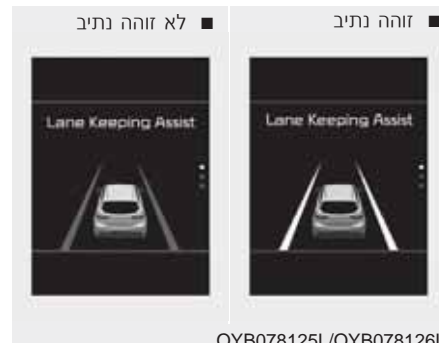 ■ זוהה נתיב
■ לא זוהה נתיב
Lane Keeping Assist
Lane Keeping Assist
OYB078125L/OYB078126L